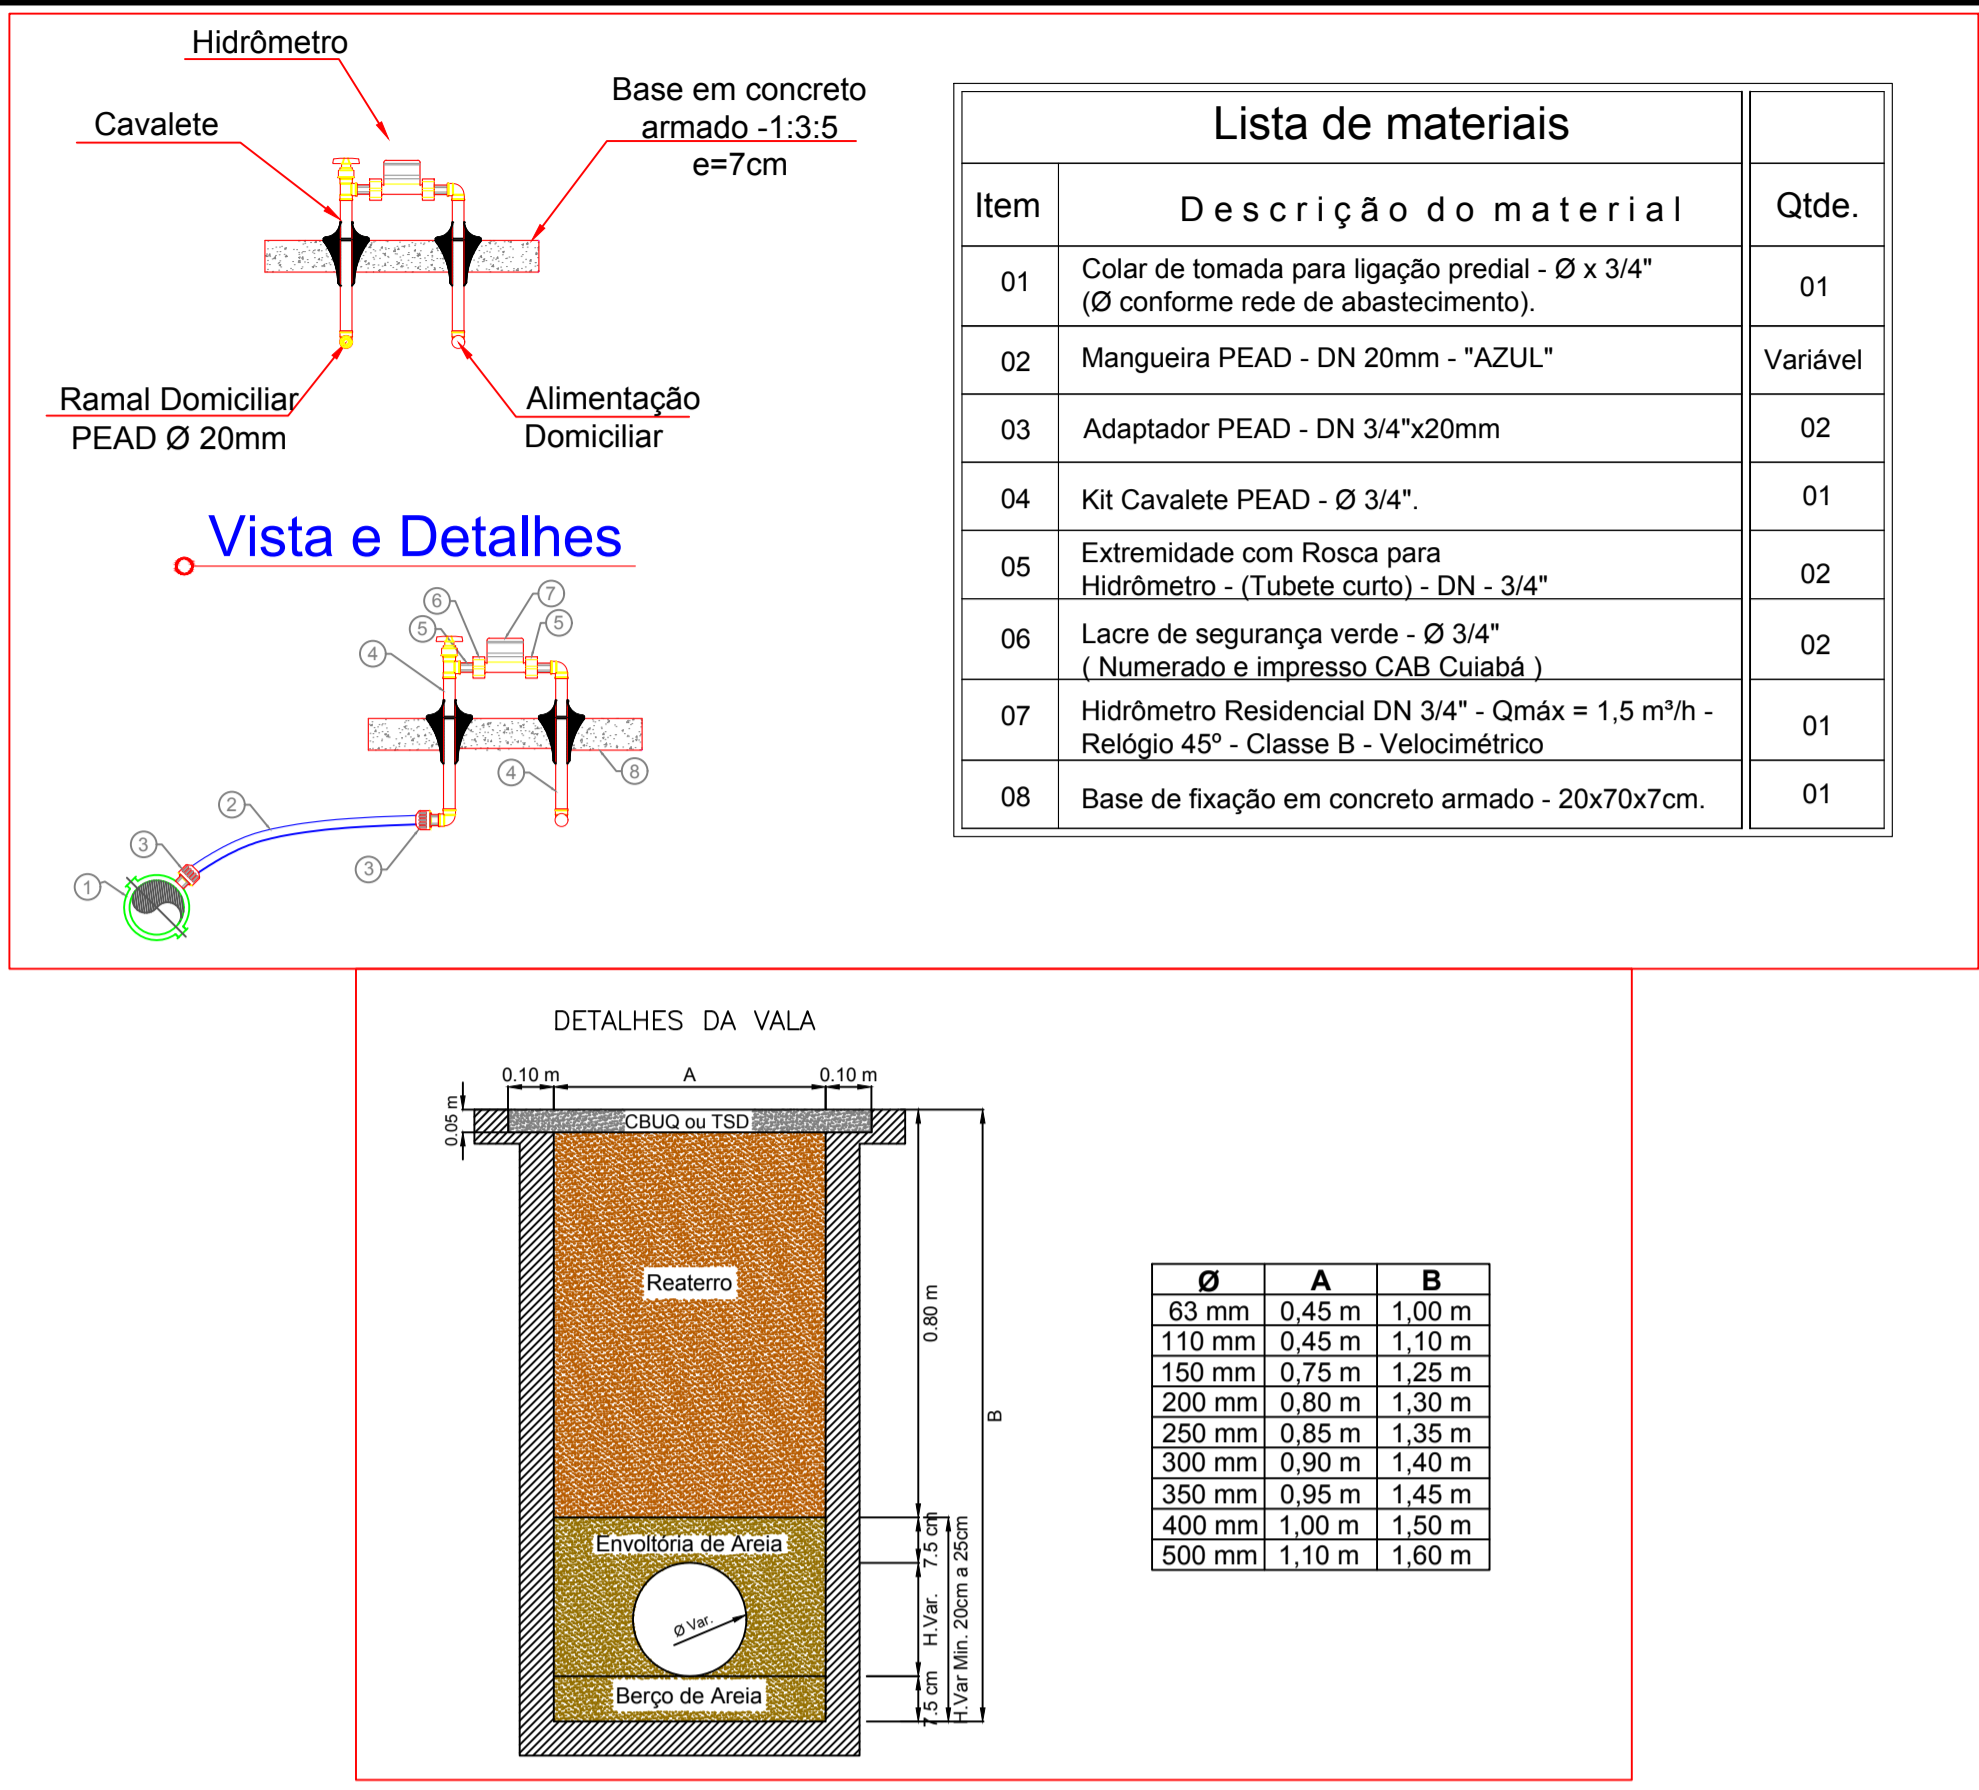 Hidrômetro
Cavalete
Base em concreto
armado -1:3:5
e=7cm
Ramal Domiciliar
PEAD Ø 20mm
Alimentação
Domiciliar
Vista e Detalhes
6
7
5
5
4
4
8
2
3
3
1
Lista de materiais
Item Descrição do material Qtde.
01 Colar de tomada para ligação predial - Ø x 3/4"
(Ø conforme rede de abastecimento). 01
02 Mangueira PEAD - DN 20mm - "AZUL" Variável
03 Adaptador PEAD - DN 3/4"x20mm 02
04 Kit Cavalete PEAD - Ø 3/4". 01
05 Extremidade com Rosca para
Hidrômetro - (Tubete curto) - DN - 3/4" 02
06 Lacre de segurança verde - Ø 3/4"
( Numerado e impresso CAB Cuiabá ) 02
07 Hidrômetro Residencial DN 3/4" - Qmáx = 1,5 m³/h -
Relógio 45º - Classe B - Velocimétrico 01
08 Base de fixação em concreto armado - 20x70x7cm. 01
DETALHES DA VALA
0.10 m A 0.10 m
0.05 m
CBUQ ou TSD
Reaterro
0.80 m
B
Envoltória de Areia
7.5 cm
Ø Var.
H.Var.
H.Var Min. 20cm a 25cm
Berço de Areia
7.5 cm
Ø A B
63 mm 0,45 m 1,00 m
110 mm 0,45 m 1,10 m
150 mm 0,75 m 1,25 m
200 mm 0,80 m 1,30 m
250 mm 0,85 m 1,35 m
300 mm 0,90 m 1,40 m
350 mm 0,95 m 1,45 m
400 mm 1,00 m 1,50 m
500 mm 1,10 m 1,60 m